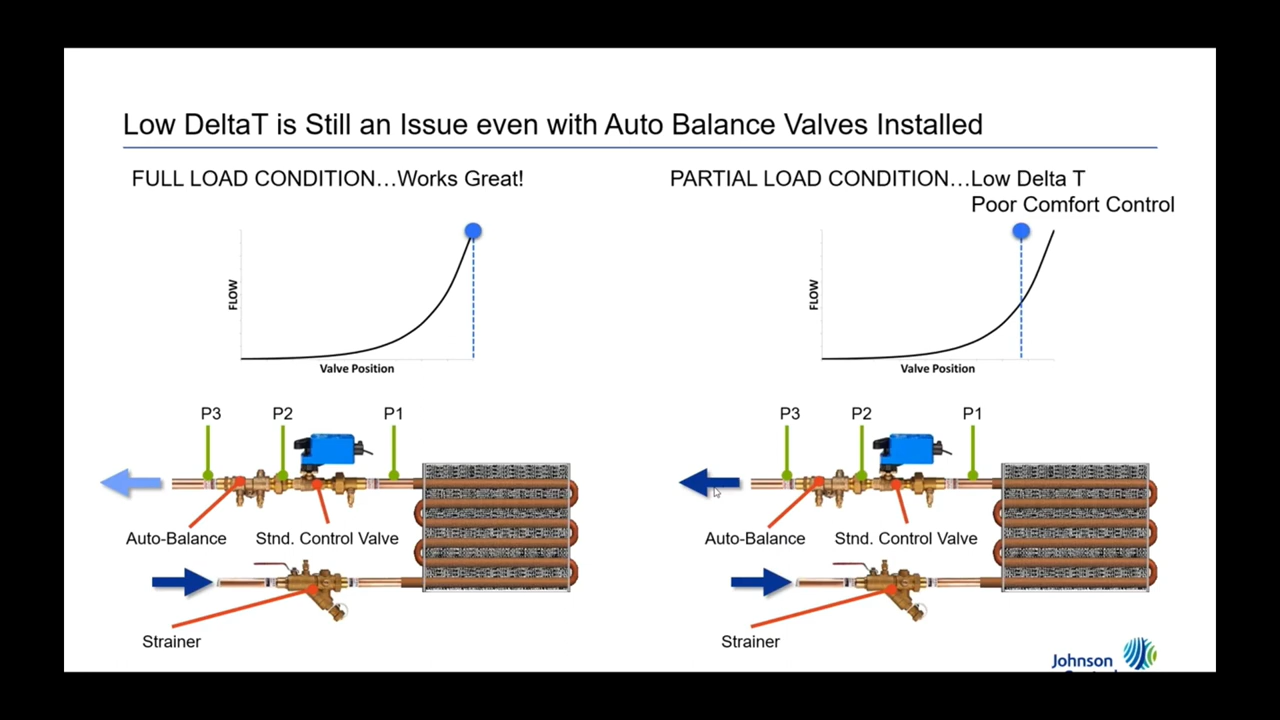 Low DeltaT is Still an Issue even with Auto Balance Valves Installed
FULL LOAD CONDITION…Works Great!
FLOW
Valve Position
P3 P2 P1
Auto-Balance Stnd. Control Valve
Strainer
PARTIAL LOAD CONDITION…Low Delta T
Poor Comfort Control
FLOW
Valve Position
P3 P2 P1
Auto-Balance Stnd. Control Valve
Strainer
Johnson